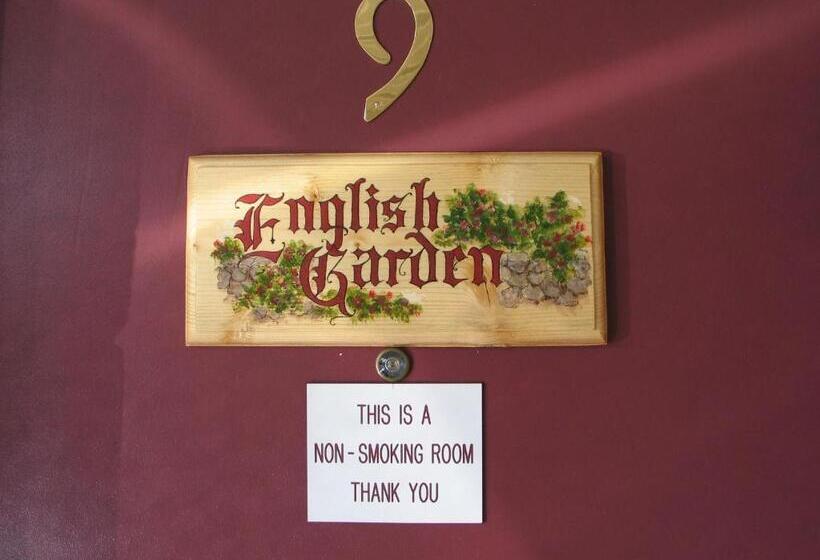 9
English
Garden
THIS IS A
NON-SMOKING ROOM
THANK YOU